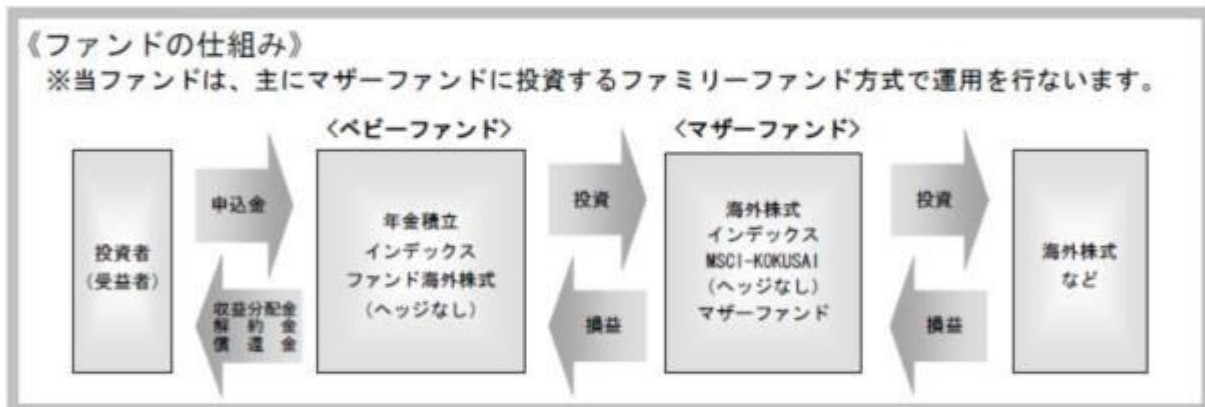 《ファンドの仕組み》
※当ファンドは、主にマザーファンドに投資するファミリーファンド方式で運用を行ないます。
〈ベビーファンド〉
〈マザーファンド〉
投資者
(受益者)
申込金
収益分配金
解約金
償還金
年金積立
インデックス
ファンド海外株式
(ヘッジなし)
投資
損益
海外株式
インデックス
MSCI-KOKUSAI
(ヘッジなし)
マザーファンド
投資
損益
海外株式
など